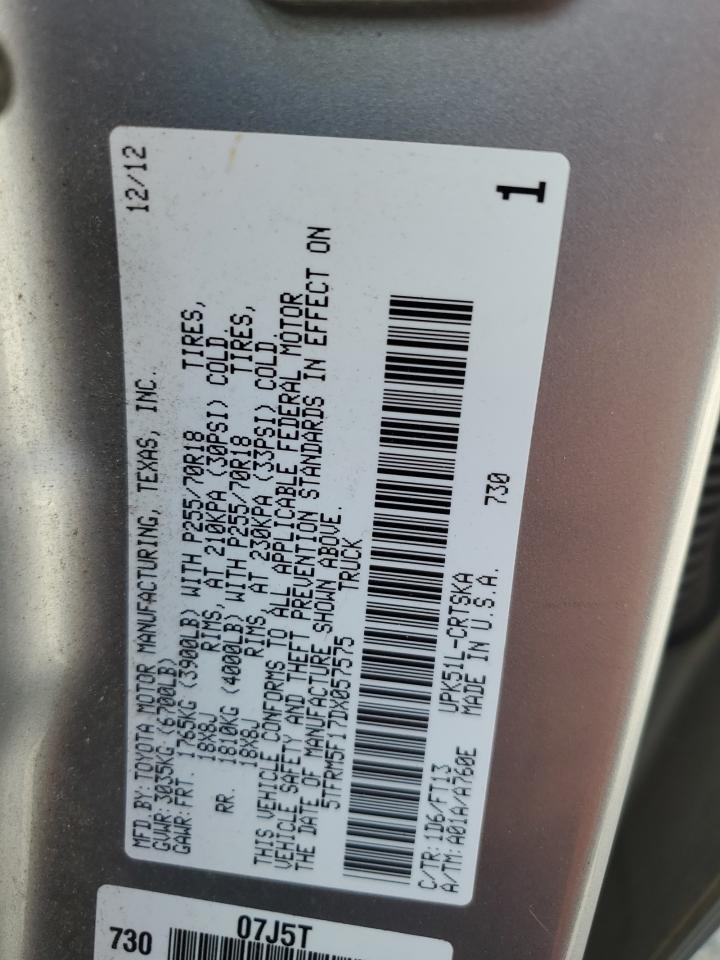 MFD. BY: TOYOTA MOTOR MANUFACTURING, TEXAS, INC. 12/12
GVWR: 3035KG (6700LB)
GAWR: FRT. 1765KG (3900LB) WITH P255/70R18 TIRES,
18X8J RIMS, AT 210KPA (30PSI) COLD.
RR. 1810KG (4000LB) WITH P255/70R18 TIRES,
18X8J RIMS AT 230KPA (33PSI) COLD.
THIS VEHICLE CONFORMS TO ALL APPLICABLE FEDERAL MOTOR
VEHICLE SAFETY AND THEFT PREVENTION STANDARDS IN EFFECT ON
THE DATE OF MANUFACTURE SHOWN ABOVE.
5TFRM5F17DX057575 TRUCK
C/TR: 1D6/FT13 UPK51L-CRTSKA
A/TM: A01A/A760E MADE IN U.S.A. 730
1
07J5T
730